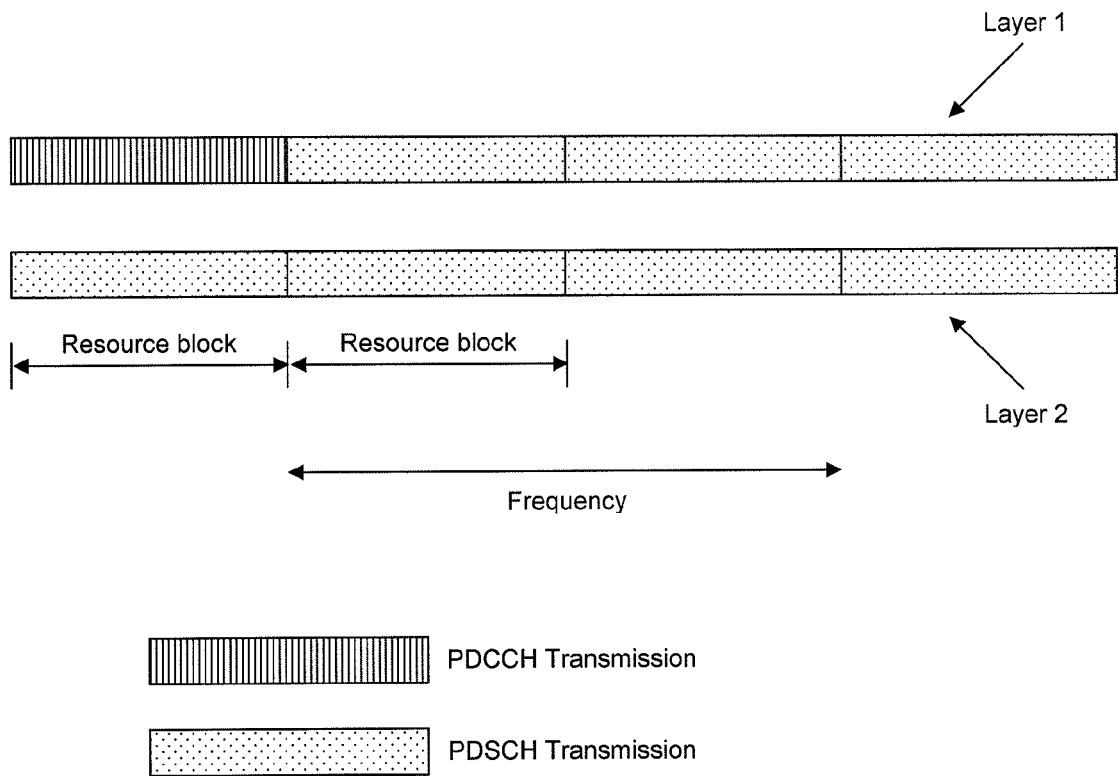 Layer 1
Resource block
Resource block
Layer 2
Frequency
PDCCH Transmission
PDSCH Transmission